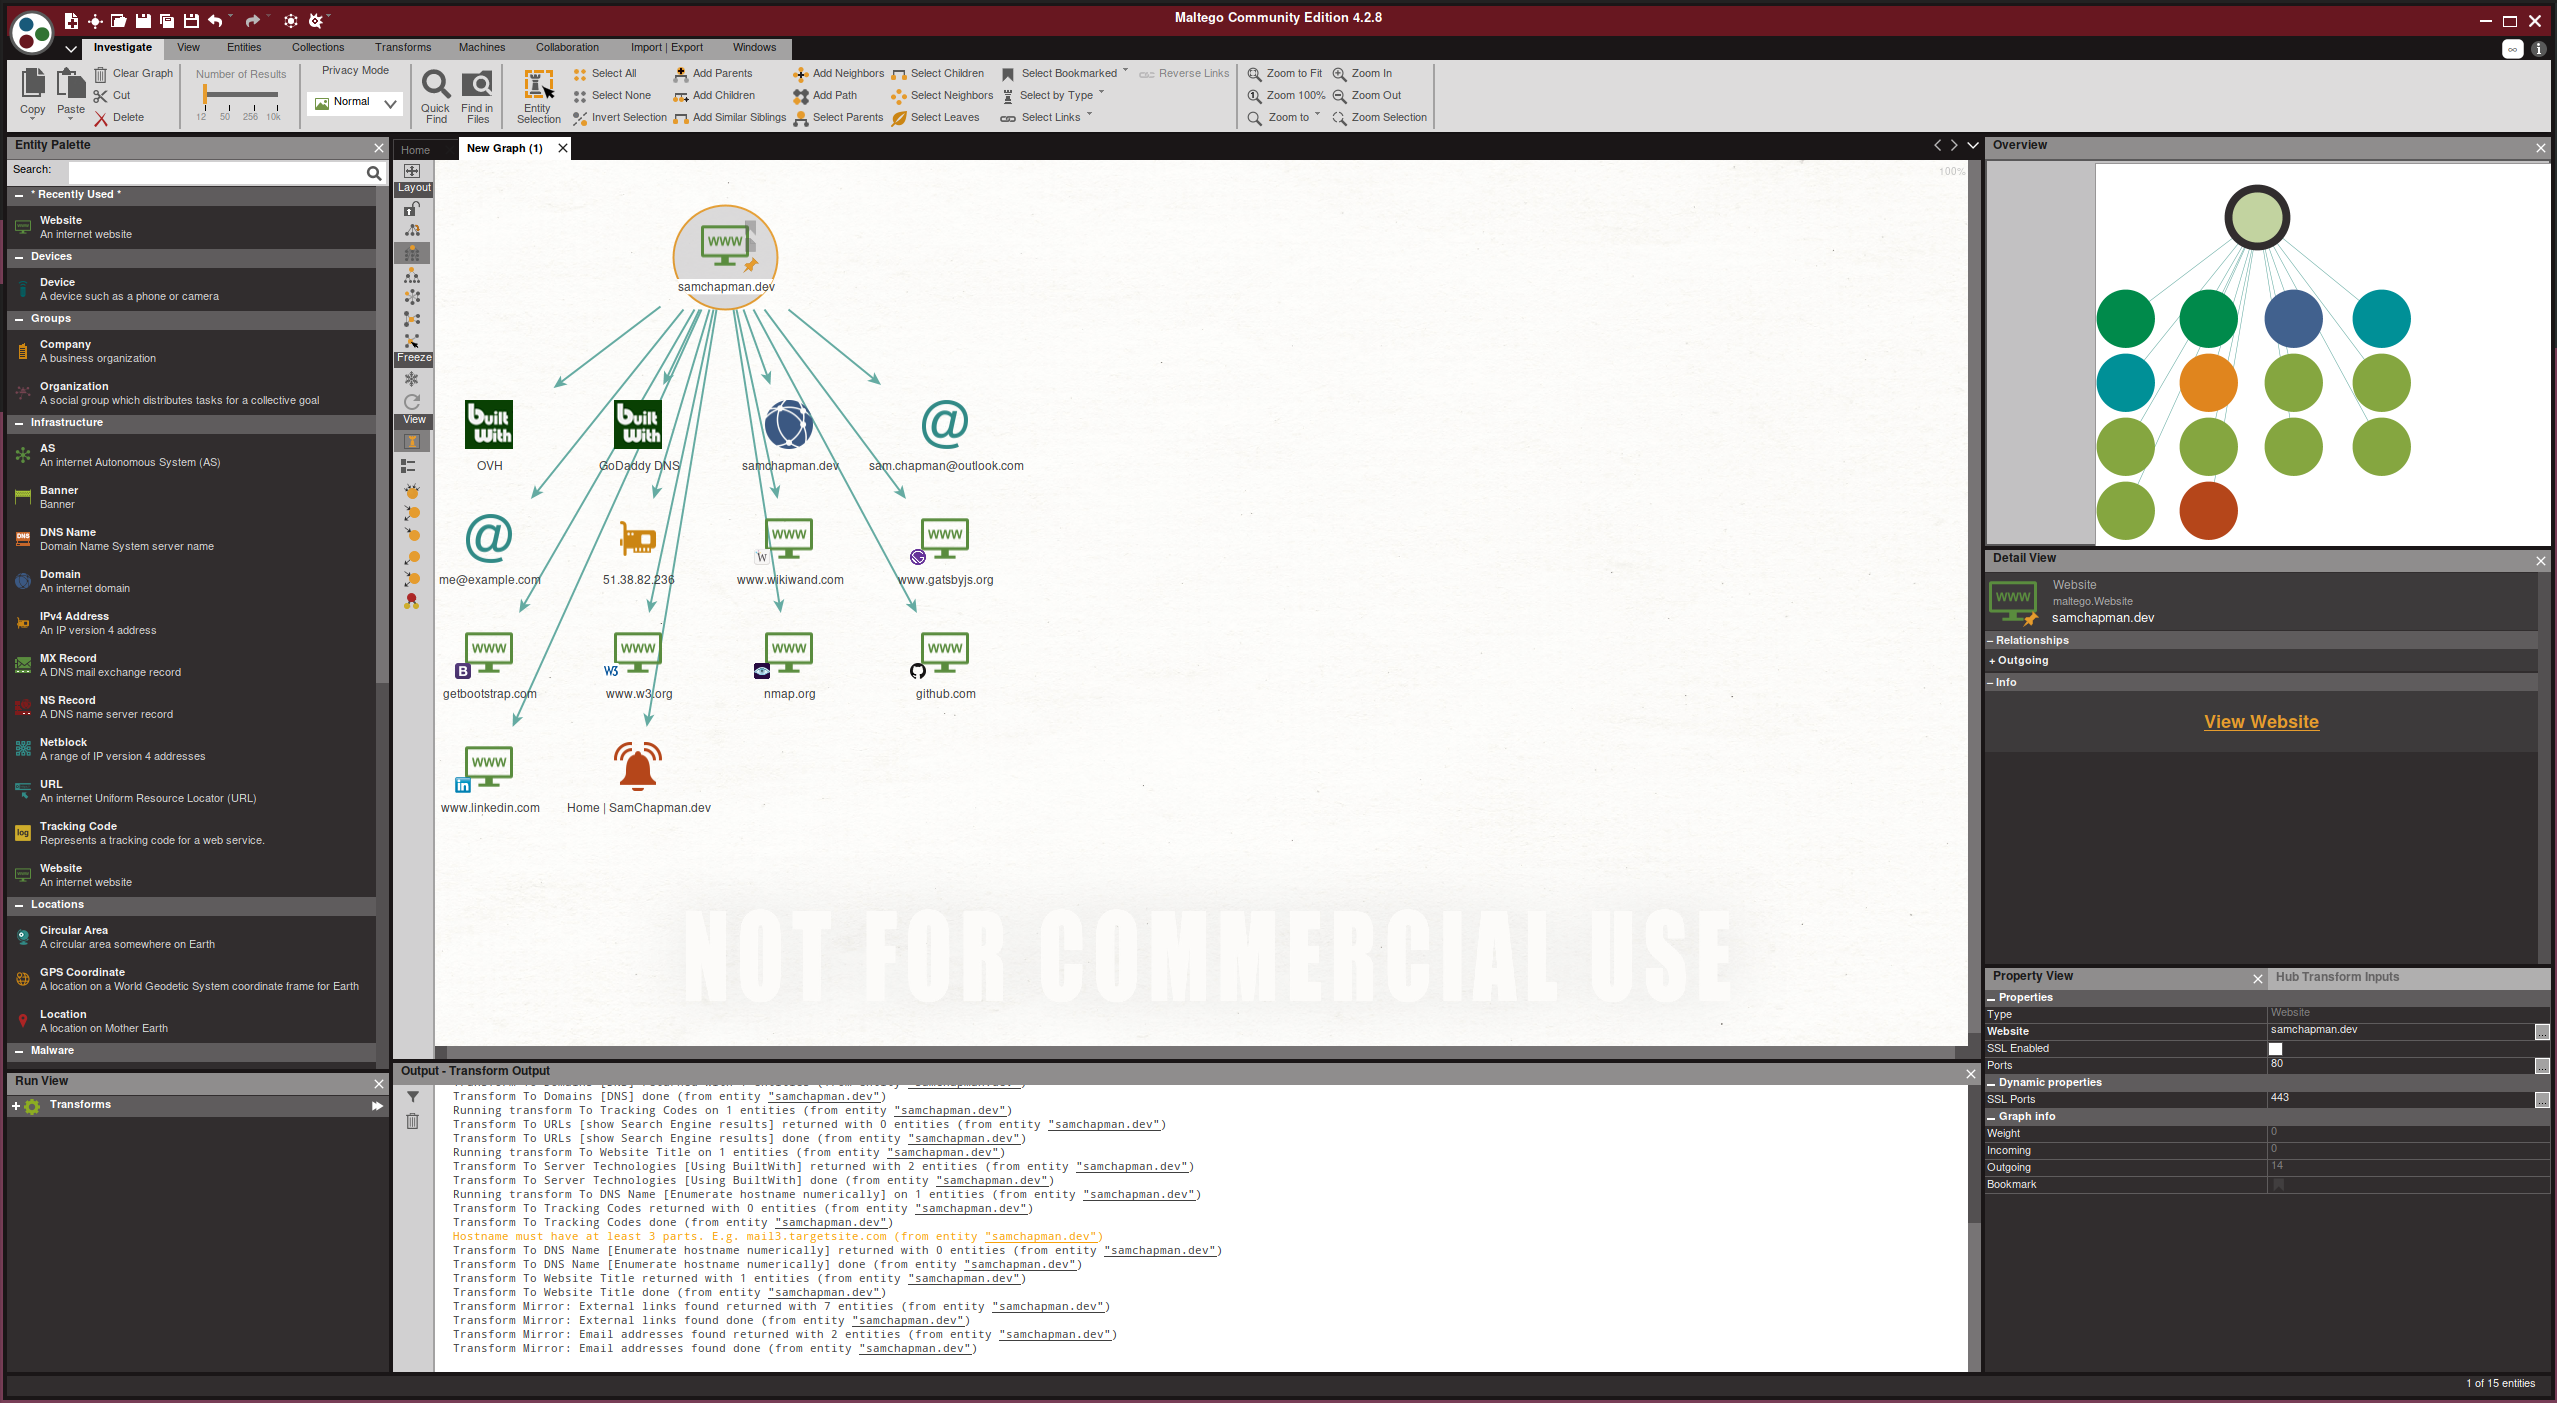 Maltego Community Edition 4.2.8
Investigate View Entities Collections Transforms Machines Collaboration Import | Export Windows
Copy
Paste
Clear Graph
Cut
Delete
Number of Results
12 50 256 10k
Privacy Mode
Normal
Quick Find
Find in Files
Entity Selection
Select All
Select None
Invert Selection
Add Parents
Add Children
Add Similar Siblings
Add Neighbors
Add Path
Select Parents
Select Children
Select Neighbors
Select Leaves
Select Bookmarked
Select by Type
Select Links
Reverse Links
Zoom to Fit
Zoom 100%
Zoom to
Zoom In
Zoom Out
Zoom Selection
Entity Palette
Search:
* Recently Used *
Website
An internet website
Devices
Device
A device such as a phone or camera
Groups
Company
A business organization
Organization
A social group which distributes tasks for a collective goal
Infrastructure
AS
An internet Autonomous System (AS)
Banner
Banner
DNS Name
Domain Name System server name
Domain
An internet domain
IPv4 Address
An IP version 4 address
MX Record
A DNS mail exchange record
NS Record
A DNS name server record
Netblock
A range of IP version 4 addresses
URL
An internet Uniform Resource Locator (URL)
Tracking Code
Represents a tracking code for a web service.
Website
An internet website
Locations
Circular Area
A circular area somewhere on Earth
GPS Coordinate
A location on a World Geodetic System coordinate frame for Earth
Location
A location on Mother Earth
Malware
Run View
Transforms
Home
New Graph (1)
Layout
Freeze
View
100%
WWW
samchapman.dev
built With
OVH
built With
GoDaddy DNS
samchapman.dev
@
sam.chapman@outlook.com
@
me@example.com
51.38.82.236
WWW
W
www.wikiwand.com
WWW
www.gatsbyjs.org
WWW
B
getbootstrap.com
WWW
W3
www.w3.org
WWW
nmap.org
WWW
github.com
WWW
in
www.linkedin.com
Home | SamChapman.dev
NOT FOR COMMERCIAL USE
Output - Transform Output
Transform To Domains [DNS] done (from entity "samchapman.dev")
Running transform To Tracking Codes on 1 entities (from entity "samchapman.dev")
Transform To URLs [show Search Engine results] returned with 0 entities (from entity "samchapman.dev")
Transform To URLs [show Search Engine results] done (from entity "samchapman.dev")
Running transform To Website Title on 1 entities (from entity "samchapman.dev")
Transform To Server Technologies [Using BuiltWith] returned with 2 entities (from entity "samchapman.dev")
Transform To Server Technologies [Using BuiltWith] done (from entity "samchapman.dev")
Running transform To DNS Name [Enumerate hostname numerically] on 1 entities (from entity "samchapman.dev")
Transform To Tracking Codes returned with 0 entities (from entity "samchapman.dev")
Transform To Tracking Codes done (from entity "samchapman.dev")
Hostname must have at least 3 parts. E.g. mail3.targetsite.com (from entity "samchapman.dev")
Transform To DNS Name [Enumerate hostname numerically] returned with 0 entities (from entity "samchapman.dev")
Transform To DNS Name [Enumerate hostname numerically] done (from entity "samchapman.dev")
Transform To Website Title returned with 1 entities (from entity "samchapman.dev")
Transform To Website Title done (from entity "samchapman.dev")
Transform Mirror: External links found returned with 7 entities (from entity "samchapman.dev")
Transform Mirror: External links found done (from entity "samchapman.dev")
Transform Mirror: Email addresses found returned with 2 entities (from entity "samchapman.dev")
Transform Mirror: Email addresses found done (from entity "samchapman.dev")
Overview
Detail View
WWW
Website
maltego.Website
samchapman.dev
Relationships
+ Outgoing
Info
View Website
Property View
Hub Transform Inputs
Properties
Type Website
Website samchapman.dev ...
SSL Enabled
Ports 80 ...
Dynamic properties
SSL Ports 443 ...
Graph info
Weight 0
Incoming 0
Outgoing 14
Bookmark
1 of 15 entities